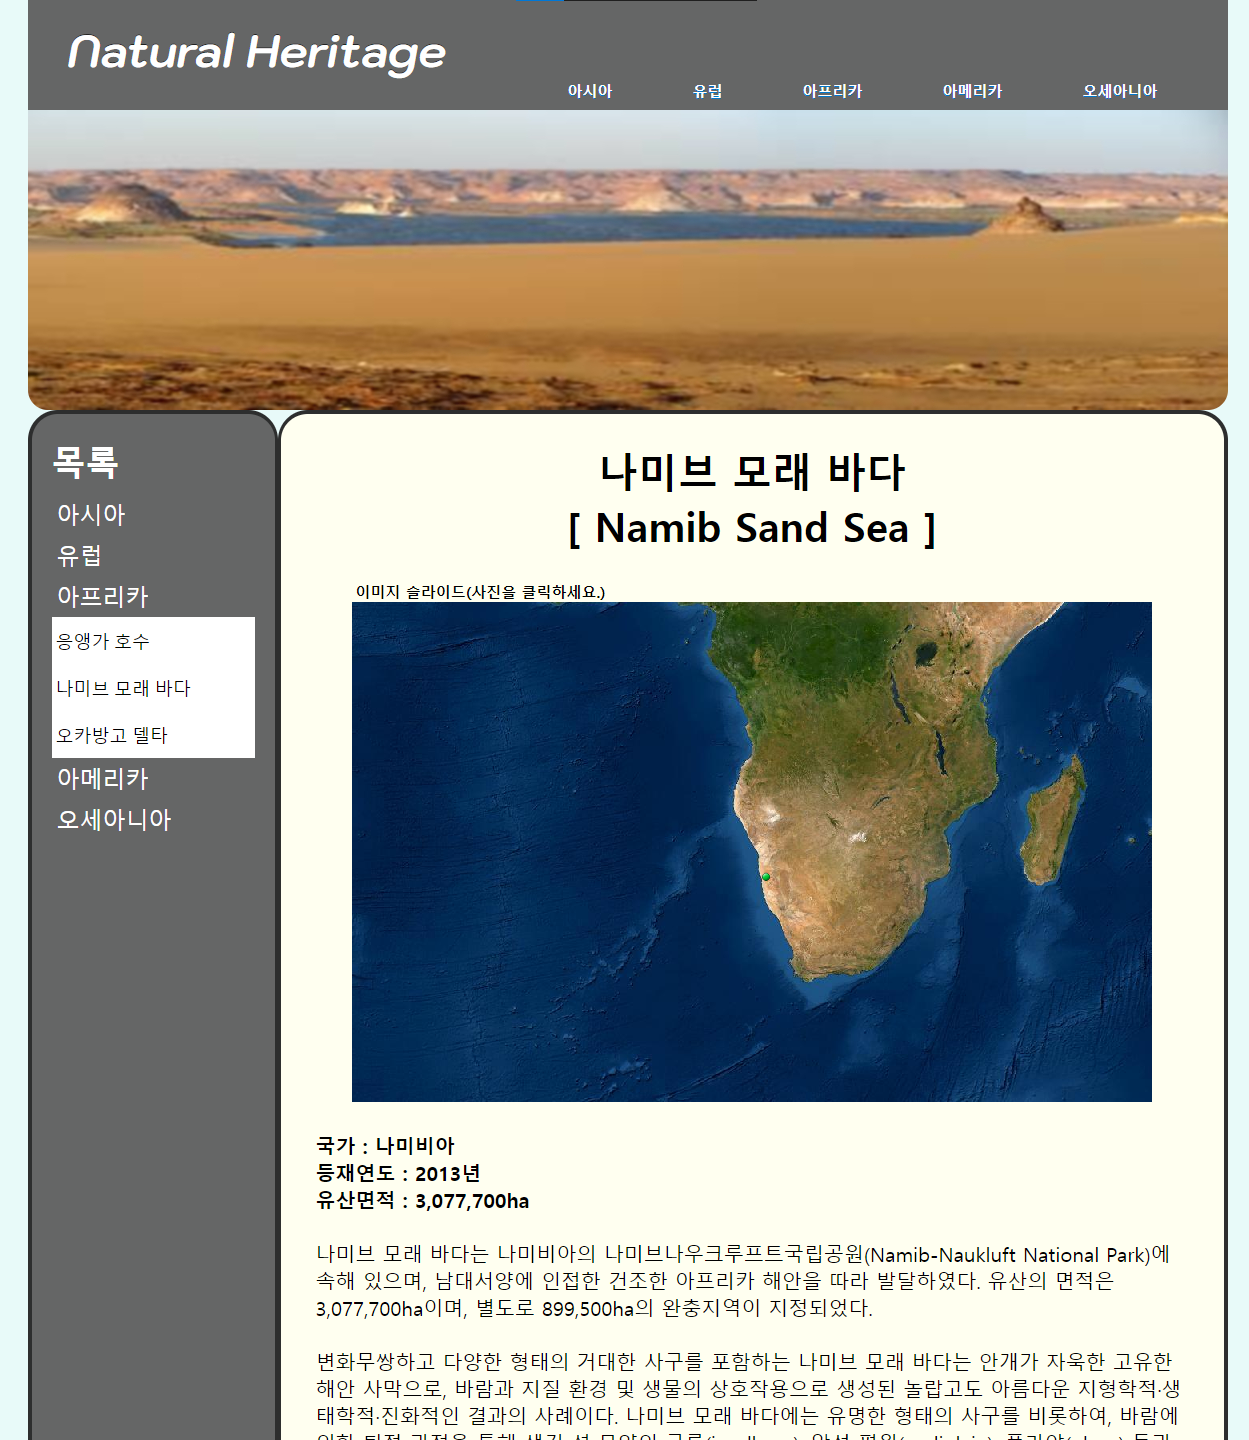 Natural Heritage
아시아 유럽 아프리카 아메리카 오세아니아
목록
아시아
유럽
아프리카
응앵가 호수
나미브 모래 바다
오카방고 델타
아메리카
오세아니아
나미브 모래 바다
[ Namib Sand Sea ]
이미지 슬라이드(사진을 클릭하세요.)
국가 : 나미비아
등재연도 : 2013년
유산면적 : 3,077,700ha
나미브 모래 바다는 나미비아의 나미브나우크루프트국립공원(Namib-Naukluft National Park)에
속해 있으며, 남대서양에 인접한 건조한 아프리카 해안을 따라 발달하였다. 유산의 면적은
3,077,700ha이며, 별도로 899,500ha의 완충지역이 지정되었다.
변화무쌍하고 다양한 형태의 거대한 사구를 포함하는 나미브 모래 바다는 안개가 자욱한 고유한
해안 사막으로, 바람과 지질 환경 및 생물의 상호작용으로 생성된 놀랍고도 아름다운 지형학적·생
태학적·진화적인 결과의 사례이다. 나미브 모래 바다에는 유명한 형태의 사구를 비롯하여, 바람에